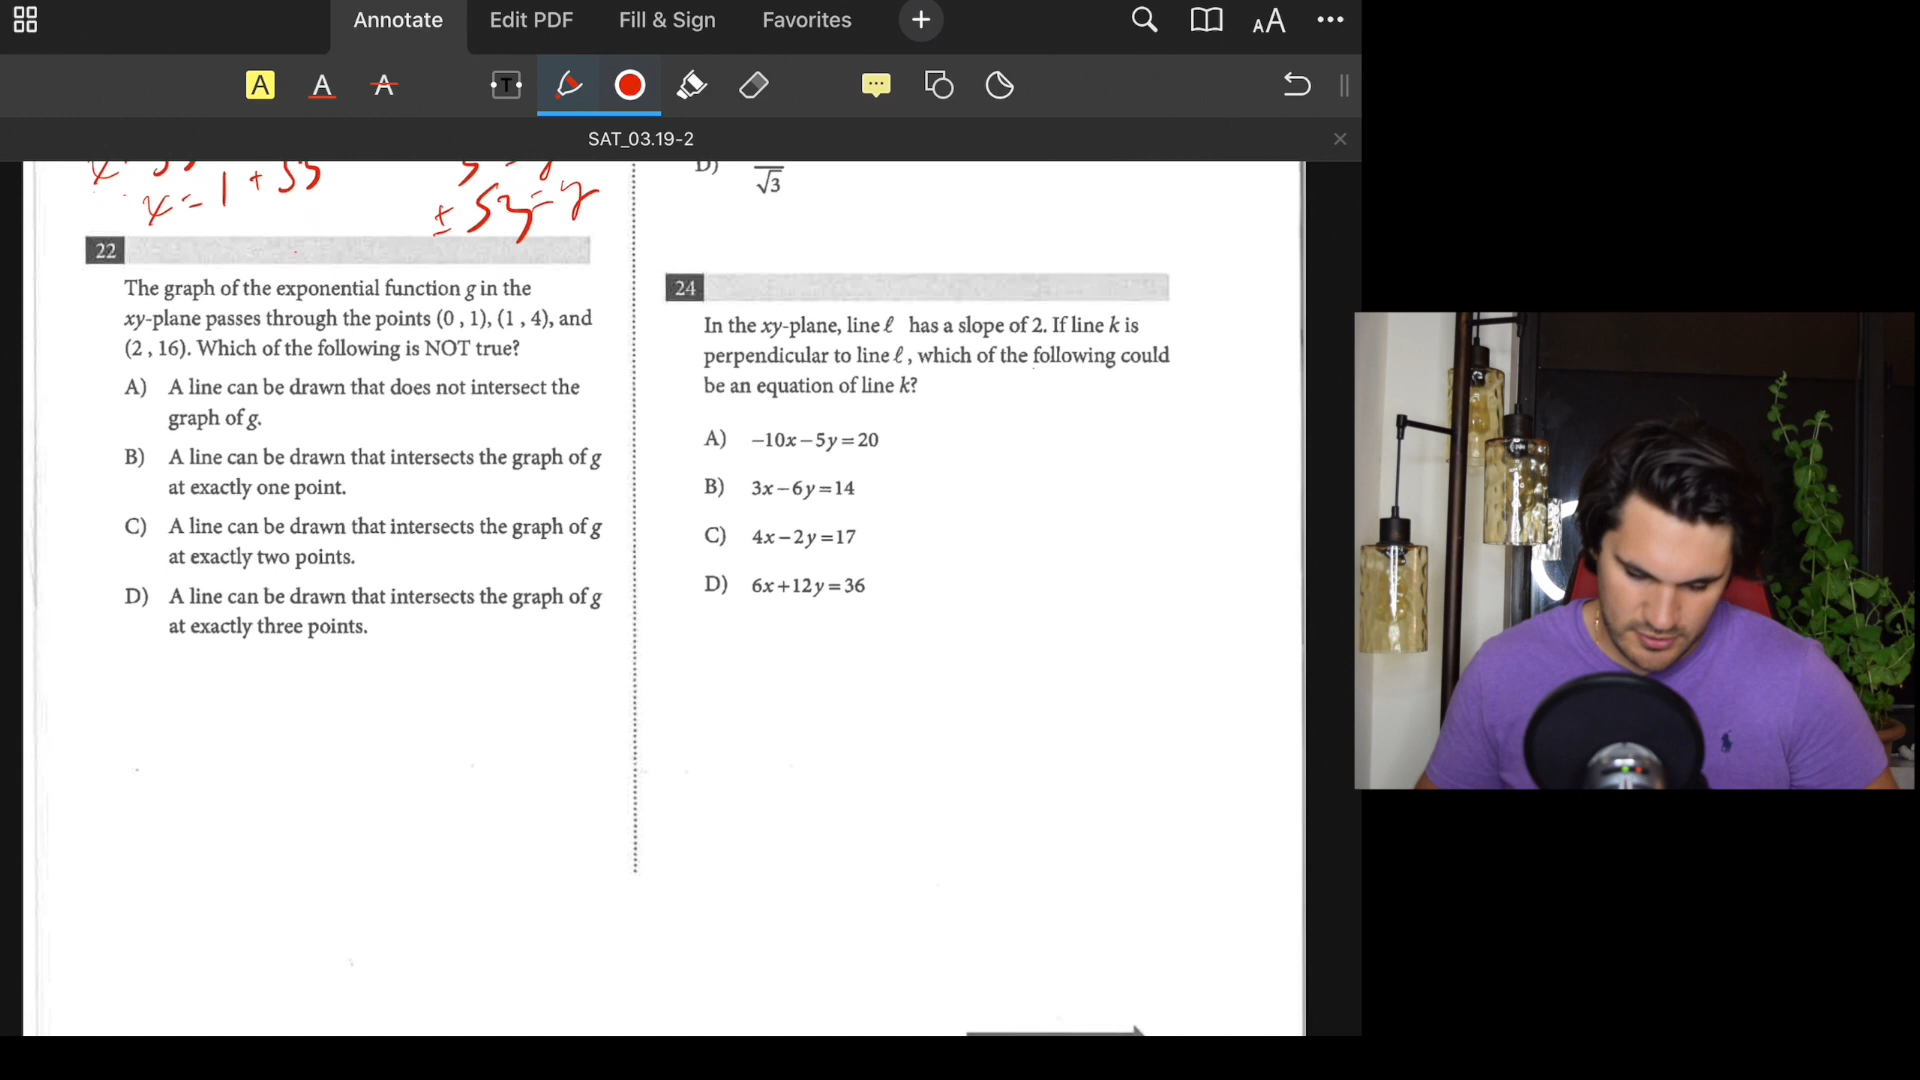 Annotate
Edit PDF
Fill & Sign
Favorites
AA
A A A T
SAT_03.19-2
x = 1 + 5y
± 5y = y
D) √3
22
The graph of the exponential function g in the
xy-plane passes through the points (0 , 1), (1 , 4), and
(2 , 16). Which of the following is NOT true?
A) A line can be drawn that does not intersect the
graph of g.
B) A line can be drawn that intersects the graph of g
at exactly one point.
C) A line can be drawn that intersects the graph of g
at exactly two points.
D) A line can be drawn that intersects the graph of g
at exactly three points.
24
In the xy-plane, line ℓ has a slope of 2. If line k is
perpendicular to line ℓ, which of the following could
be an equation of line k?
A) −10x − 5y = 20
B) 3x − 6y = 14
C) 4x − 2y = 17
D) 6x + 12y = 36